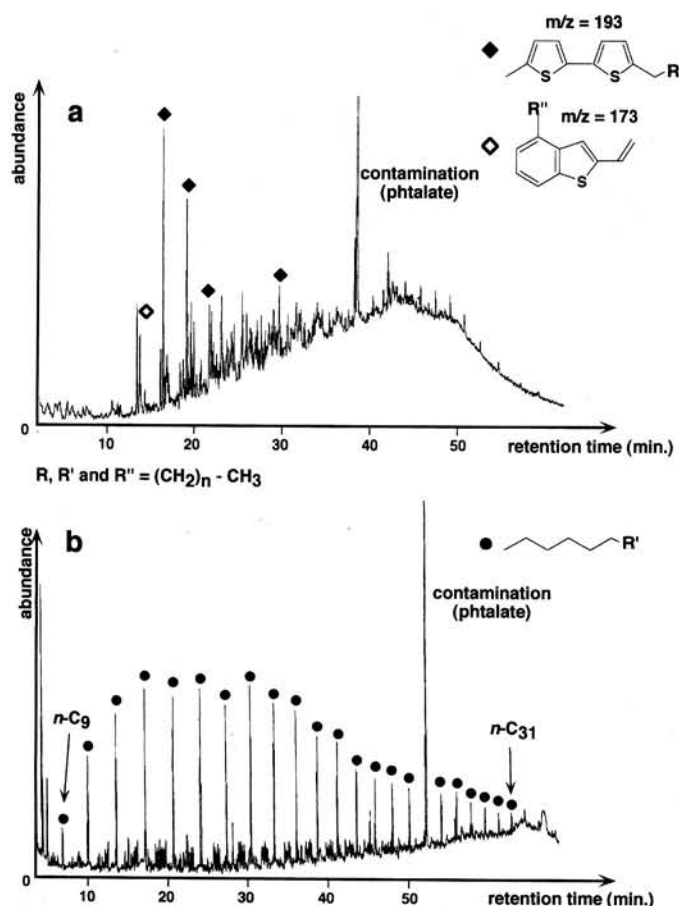 m/z = 193
S
S
R
a
R"
m/z = 173
S
abundance
contamination
(phtalate)
0
10
20
30
40
50
retention time (min.)
R, R' and R" = (CH2)n - CH3
b
R'
abundance
contamination
(phtalate)
n-C9
n-C31
0
10
20
30
40
50
retention time (min.)